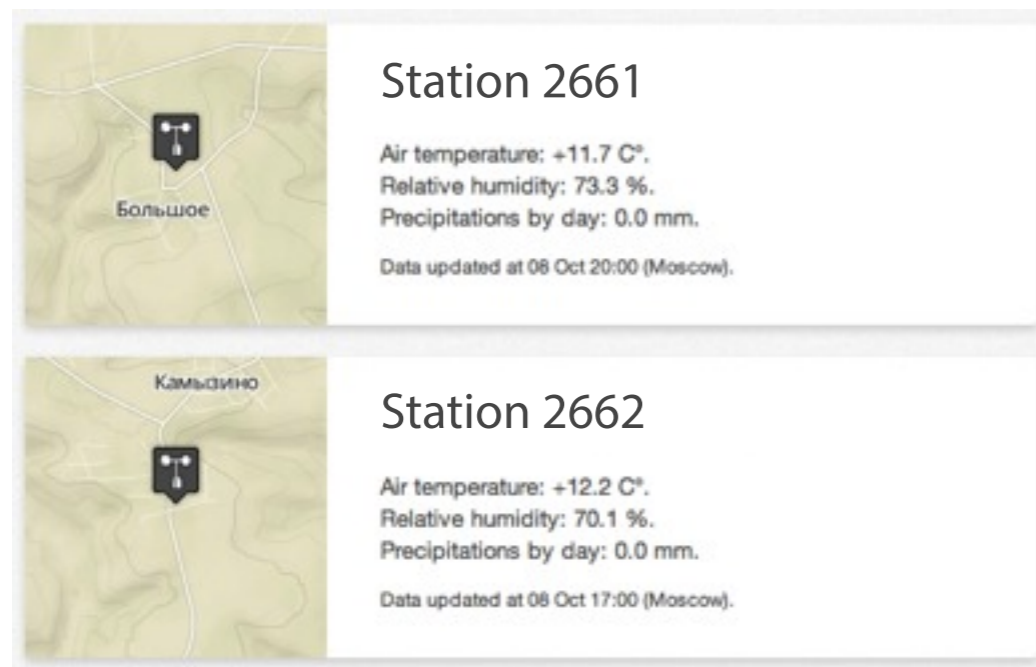 Station 2661
Air temperature: +11.7 C°.
Relative humidity: 73.3 %.
Precipitations by day: 0.0 mm.
Data updated at 08 Oct 20:00 (Moscow).
Большое
Камызино
Station 2662
Air temperature: +12.2 C°.
Relative humidity: 70.1 %.
Precipitations by day: 0.0 mm.
Data updated at 08 Oct 17:00 (Moscow).